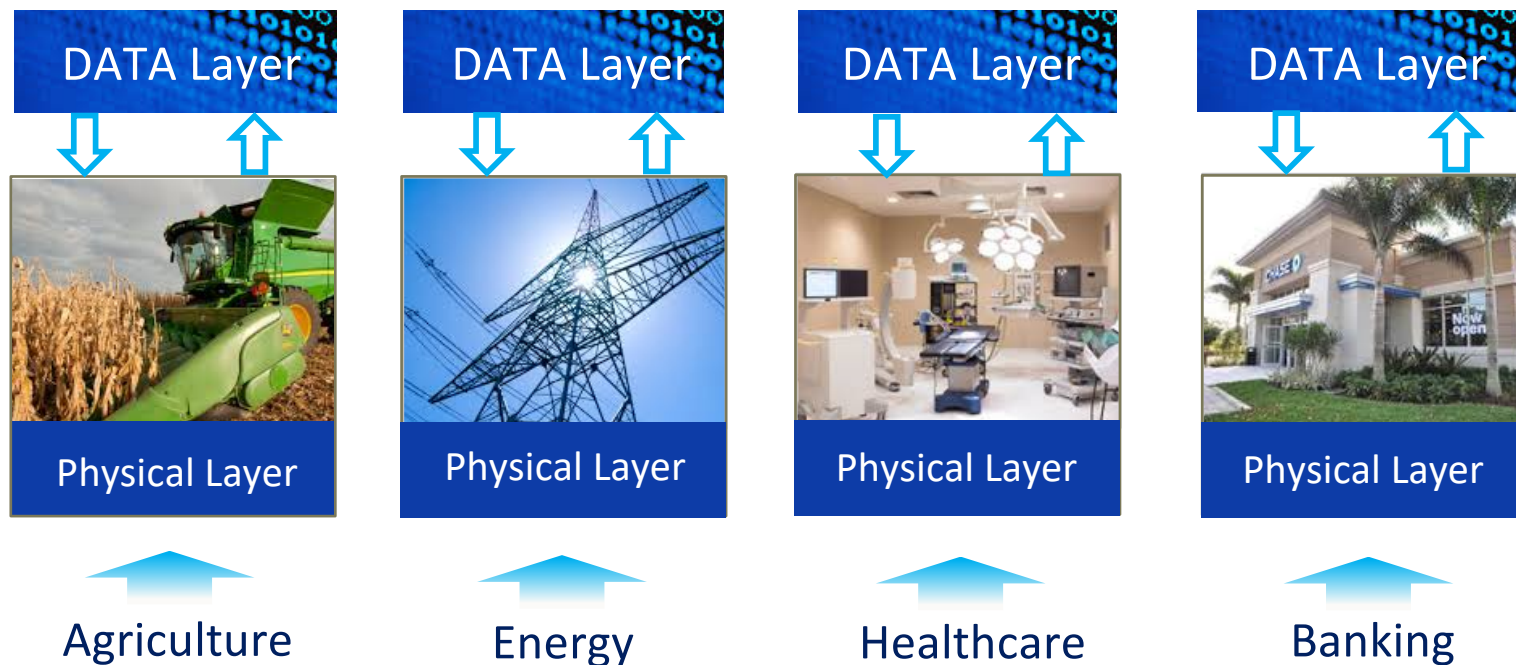 DATA Layer
DATA Layer
DATA Layer
DATA Layer
CHASE
Now
open
Physical Layer
Physical Layer
Physical Layer
Physical Layer
Agriculture
Energy
Healthcare
Banking